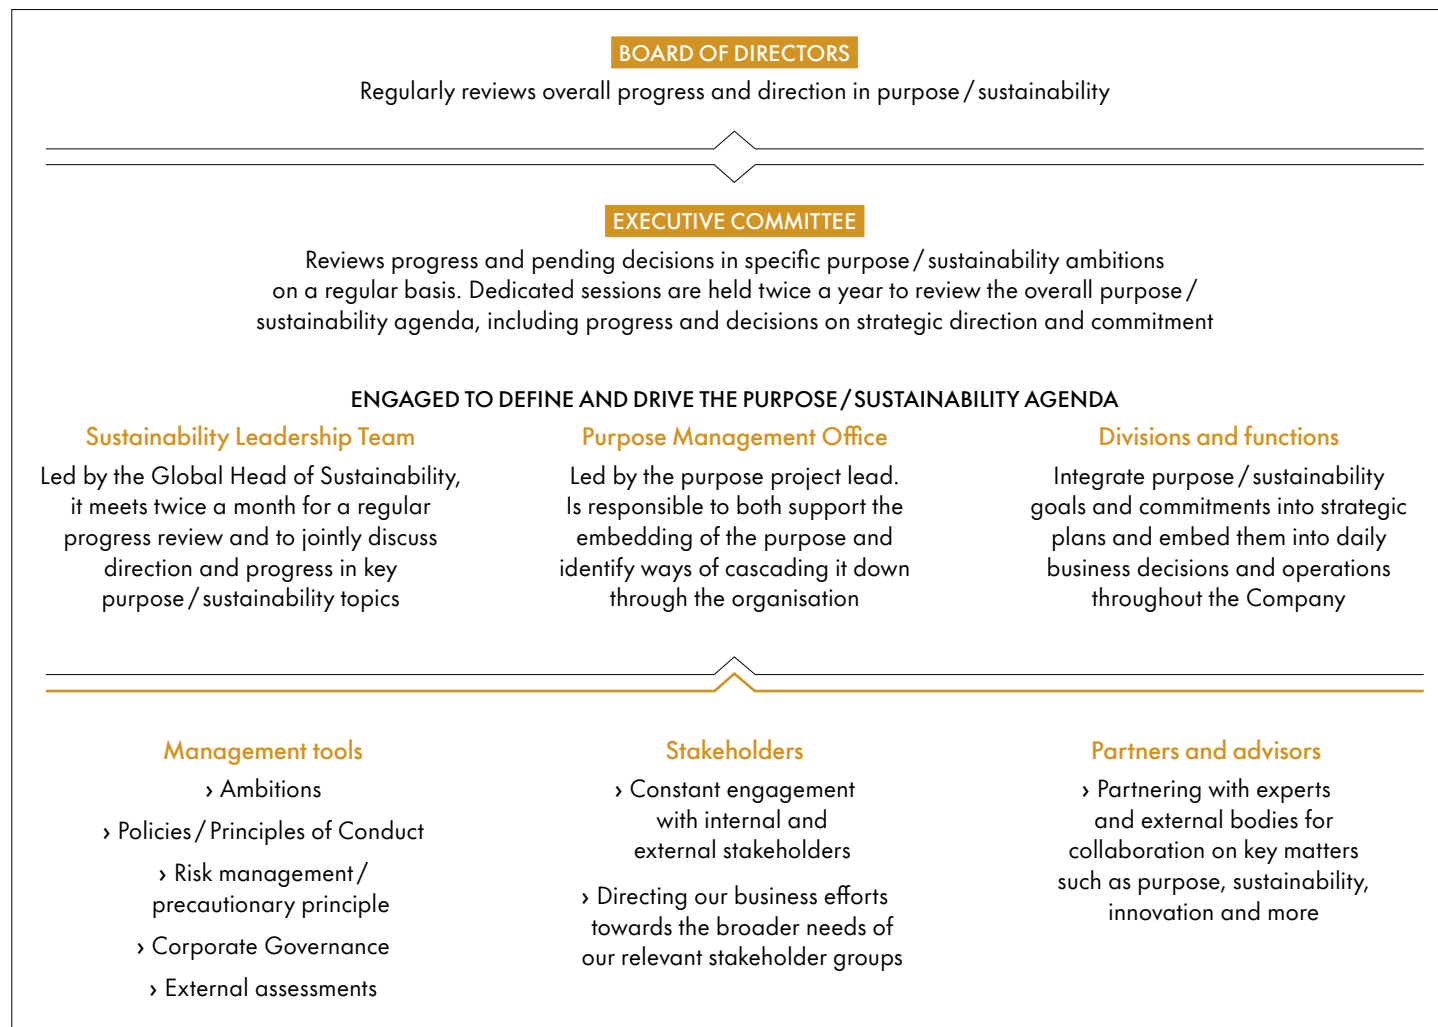 BOARD OF DIRECTORS
Regularly reviews overall progress and direction in purpose / sustainability
EXECUTIVE COMMITTEE
Reviews progress and pending decisions in specific purpose / sustainability ambitions
on a regular basis. Dedicated sessions are held twice a year to review the overall purpose /
sustainability agenda, including progress and decisions on strategic direction and commitment
ENGAGED TO DEFINE AND DRIVE THE PURPOSE / SUSTAINABILITY AGENDA
Sustainability Leadership Team
Led by the Global Head of Sustainability,
it meets twice a month for a regular
progress review and to jointly discuss
direction and progress in key
purpose / sustainability topics
Purpose Management Office
Led by the purpose project lead.
Is responsible to both support the
embedding of the purpose and
identify ways of cascading it down
through the organisation
Divisions and functions
Integrate purpose / sustainability
goals and commitments into strategic
plans and embed them into daily
business decisions and operations
throughout the Company
Management tools
› Ambitions
› Policies / Principles of Conduct
› Risk management /
precautionary principle
› Corporate Governance
› External assessments
Stakeholders
› Constant engagement
with internal and
external stakeholders
› Directing our business efforts
towards the broader needs of
our relevant stakeholder groups
Partners and advisors
› Partnering with experts
and external bodies for
collaboration on key matters
such as purpose, sustainability,
innovation and more